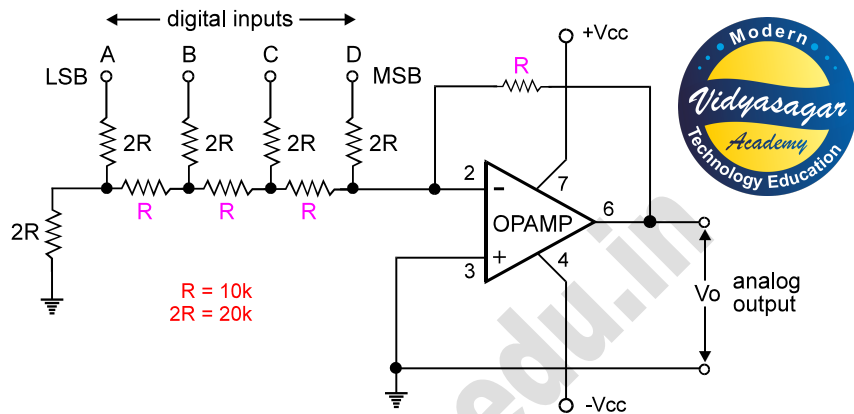 digital inputs
A B C D
LSB MSB
+Vcc
R
2R 2R 2R 2R
R R R
2R
2 - 7
OPAMP 6
3 + 4
R = 10k
2R = 20k
Vo
analog
output
-Vcc
Modern
Vidyasagar
Academy
Technology Education
edu.in